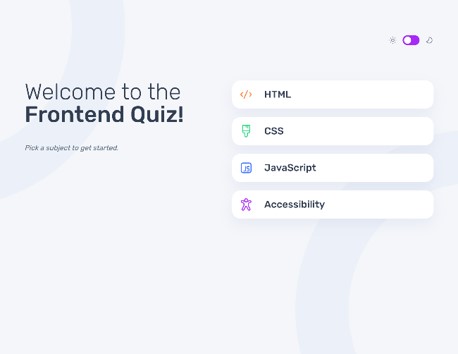 Welcome to the
Frontend Quiz!
Pick a subject to get started.
HTML
CSS
JS
JavaScript
Accessibility